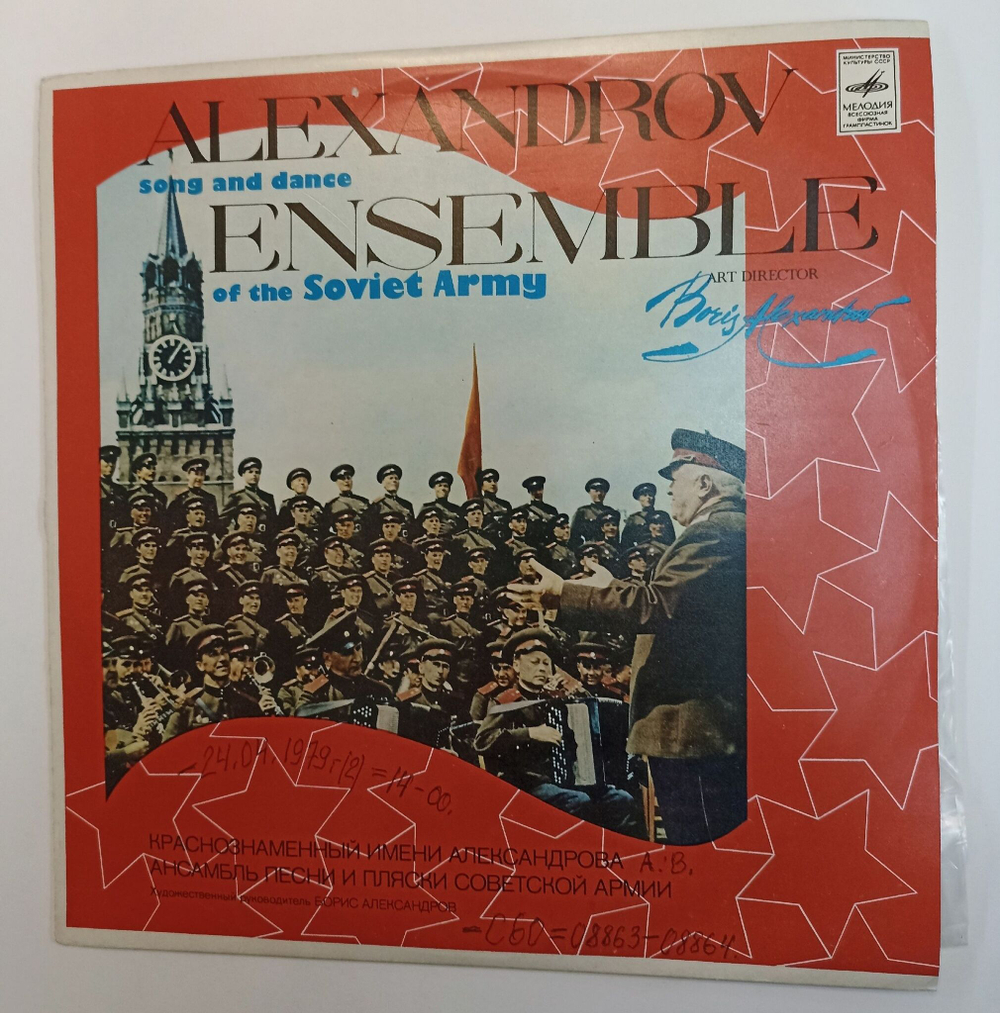 ALEXANDROV
song and dance
ENSEMBLE
of the Soviet Army
ART DIRECTOR
Boris Alexandrov
МИНИСТЕРСТВО
КУЛЬТУРЫ СССР
МЕЛОДИЯ
ВСЕСОЮЗНАЯ
ФИРМА
ГРАМПЛАСТИНОК
-24.04.1979г(2)=14-00.
КРАСНОЗНАМЕННЫЙ ИМЕНИ АЛЕКСАНДРОВА А.В.
АНСАМБЛЬ ПЕСНИ И ПЛЯСКИ СОВЕТСКОЙ АРМИИ
Художественный руководитель БОРИС АЛЕКСАНДРОВ
-С60=08863-08864.